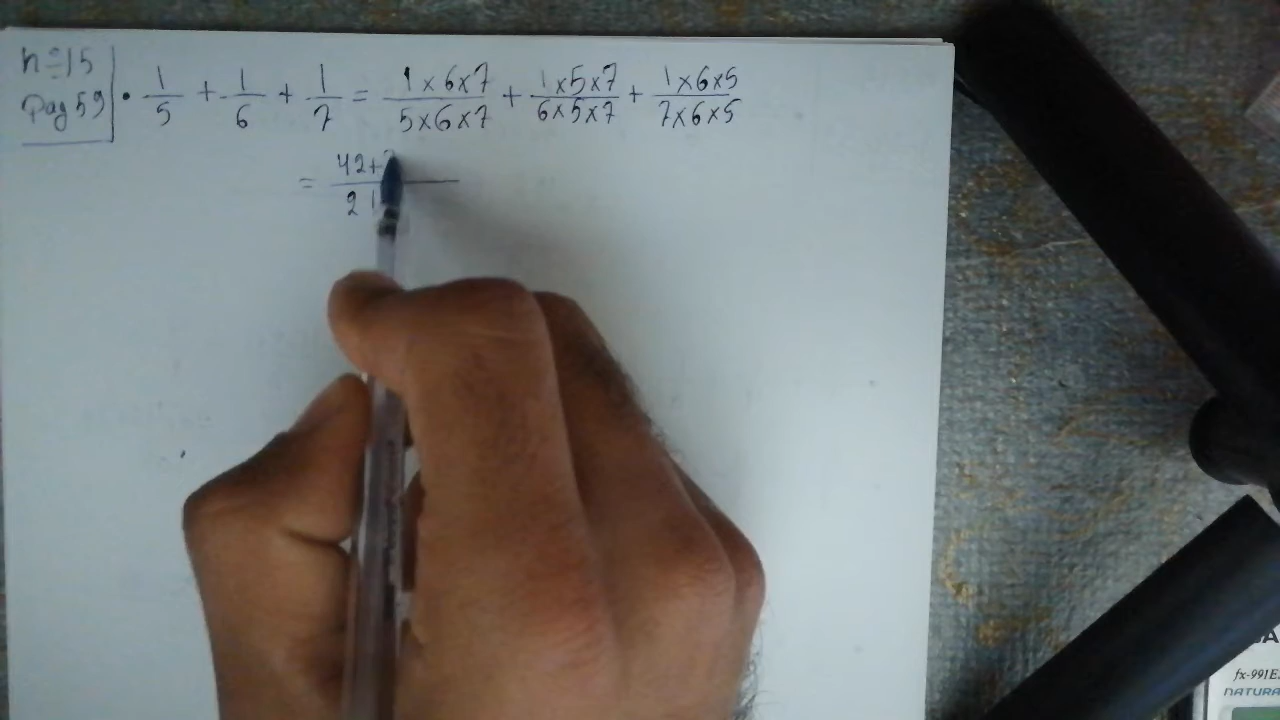 n=15
Pag 59
• 1/5 + 1/6 + 1/7 = 1×6×7/5×6×7 + 1×5×7/6×5×7 + 1×6×5/7×6×5
= 42+
21
fx-991E
NATURA